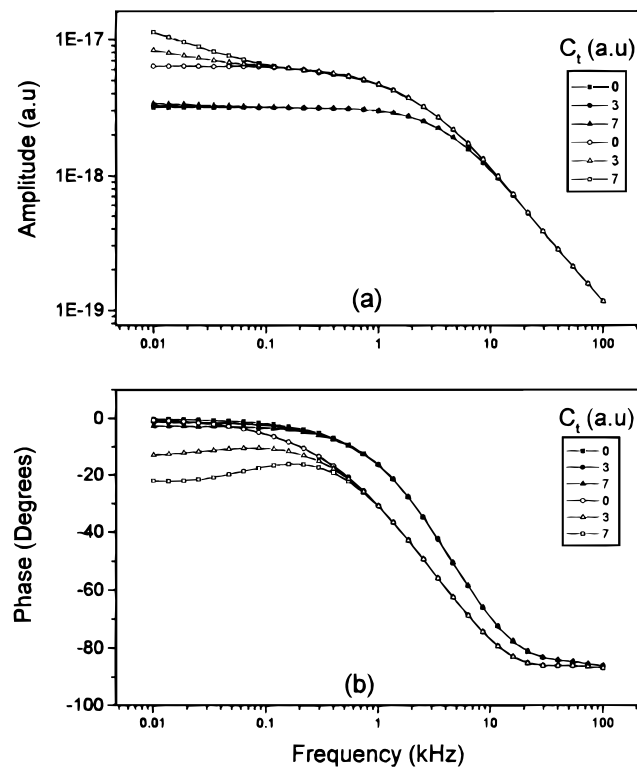 1E-17
1E-18
1E-19
Amplitude (a.u)
C_t (a.u)
0
3
7
0
3
7
(a)
0.01
0.1
1
10
100
0
-20
-40
-60
-80
-100
Phase (Degrees)
C_t (a.u)
0
3
7
0
3
7
(b)
0.01
0.1
1
10
100
Frequency (kHz)